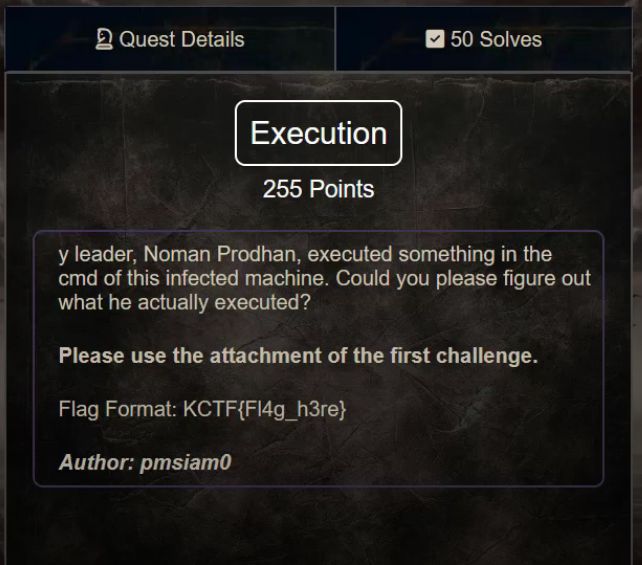 Quest Details
50 Solves
Execution
255 Points
y leader, Noman Prodhan, executed something in the
cmd of this infected machine. Could you please figure out
what he actually executed?
Please use the attachment of the first challenge.
Flag Format: KCTF{Fl4g_h3re}
Author: pmsiam0